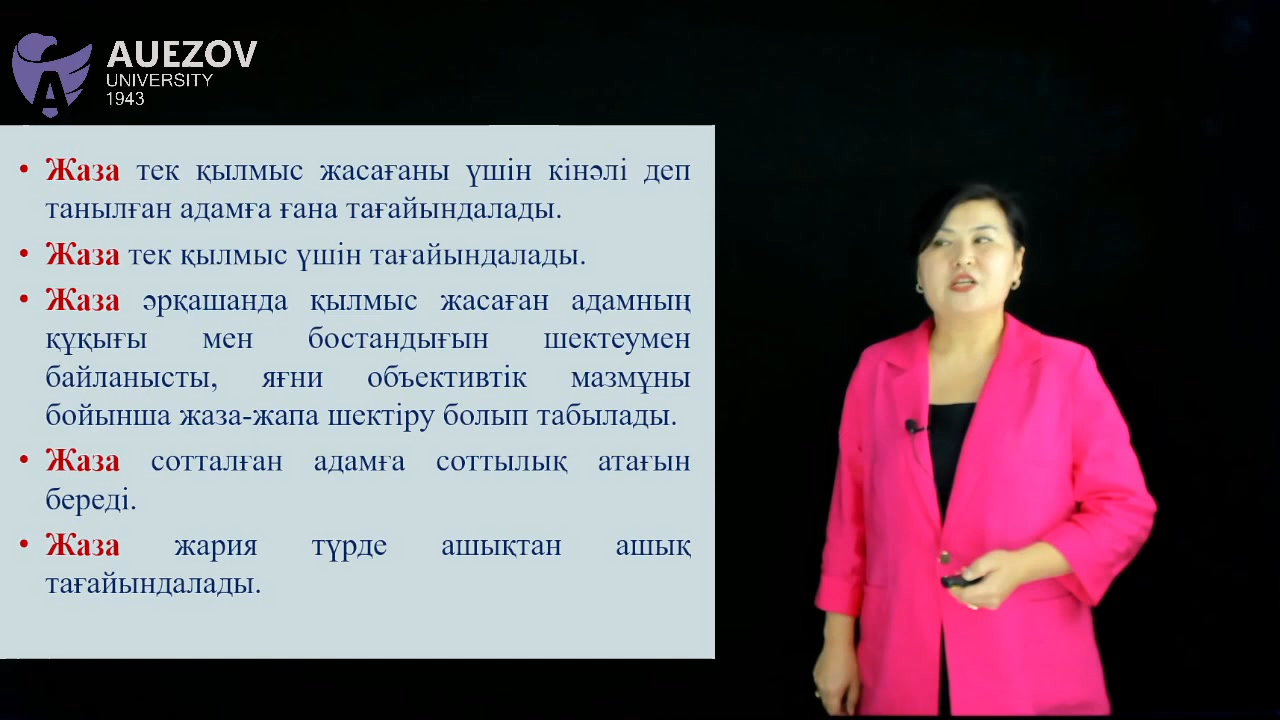 AUEZOV
UNIVERSITY
1943
• Жаза тек қылмыс жасағаны үшін кінәлі деп
танылған адамға ғана тағайындалады.
• Жаза тек қылмыс үшін тағайындалады.
• Жаза әрқашанда қылмыс жасаған адамның
құқығы мен бостандығын шектеумен
байланысты, яғни объективтік мазмұны
бойынша жаза-жапа шектіру болып табылады.
• Жаза сотталған адамға соттылық атағын
береді.
• Жаза жария түрде ашықтан ашық
тағайындалады.